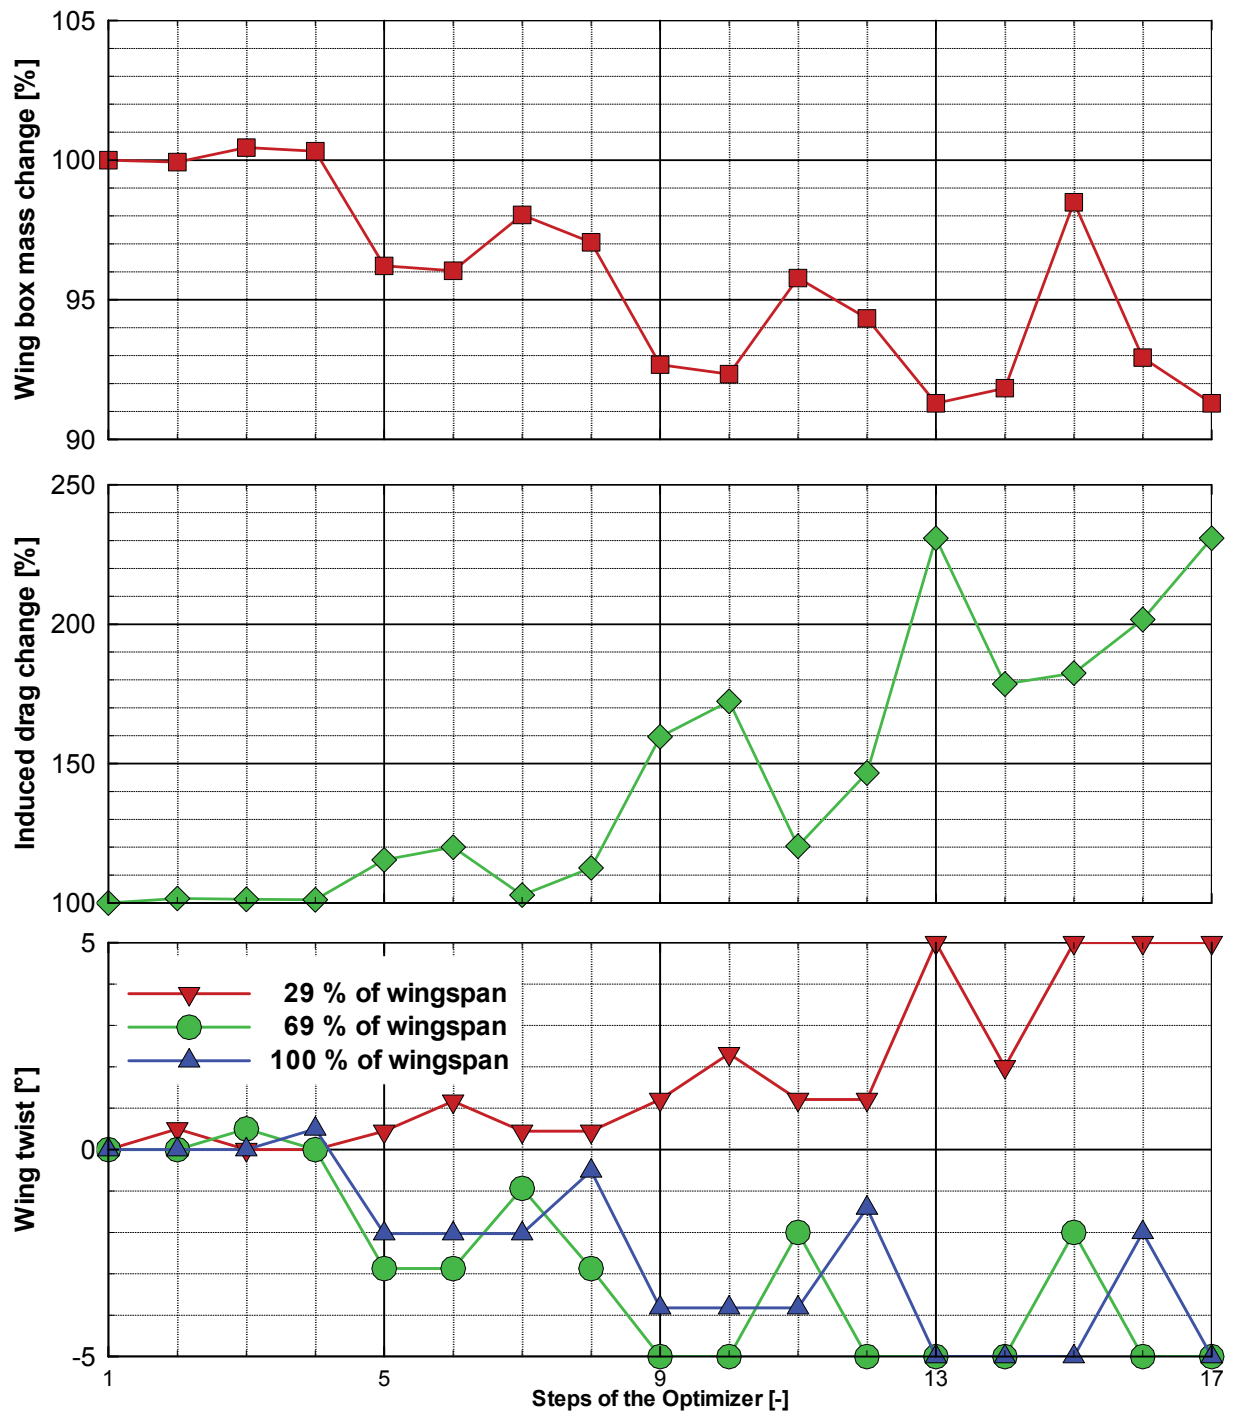 105
100
95
90
Wing box mass change [%]
250
200
150
100
Induced drag change [%]
5
0
-5
Wing twist [°]
29 % of wingspan
69 % of wingspan
100 % of wingspan
1
5
9
13
17
Steps of the Optimizer [-]